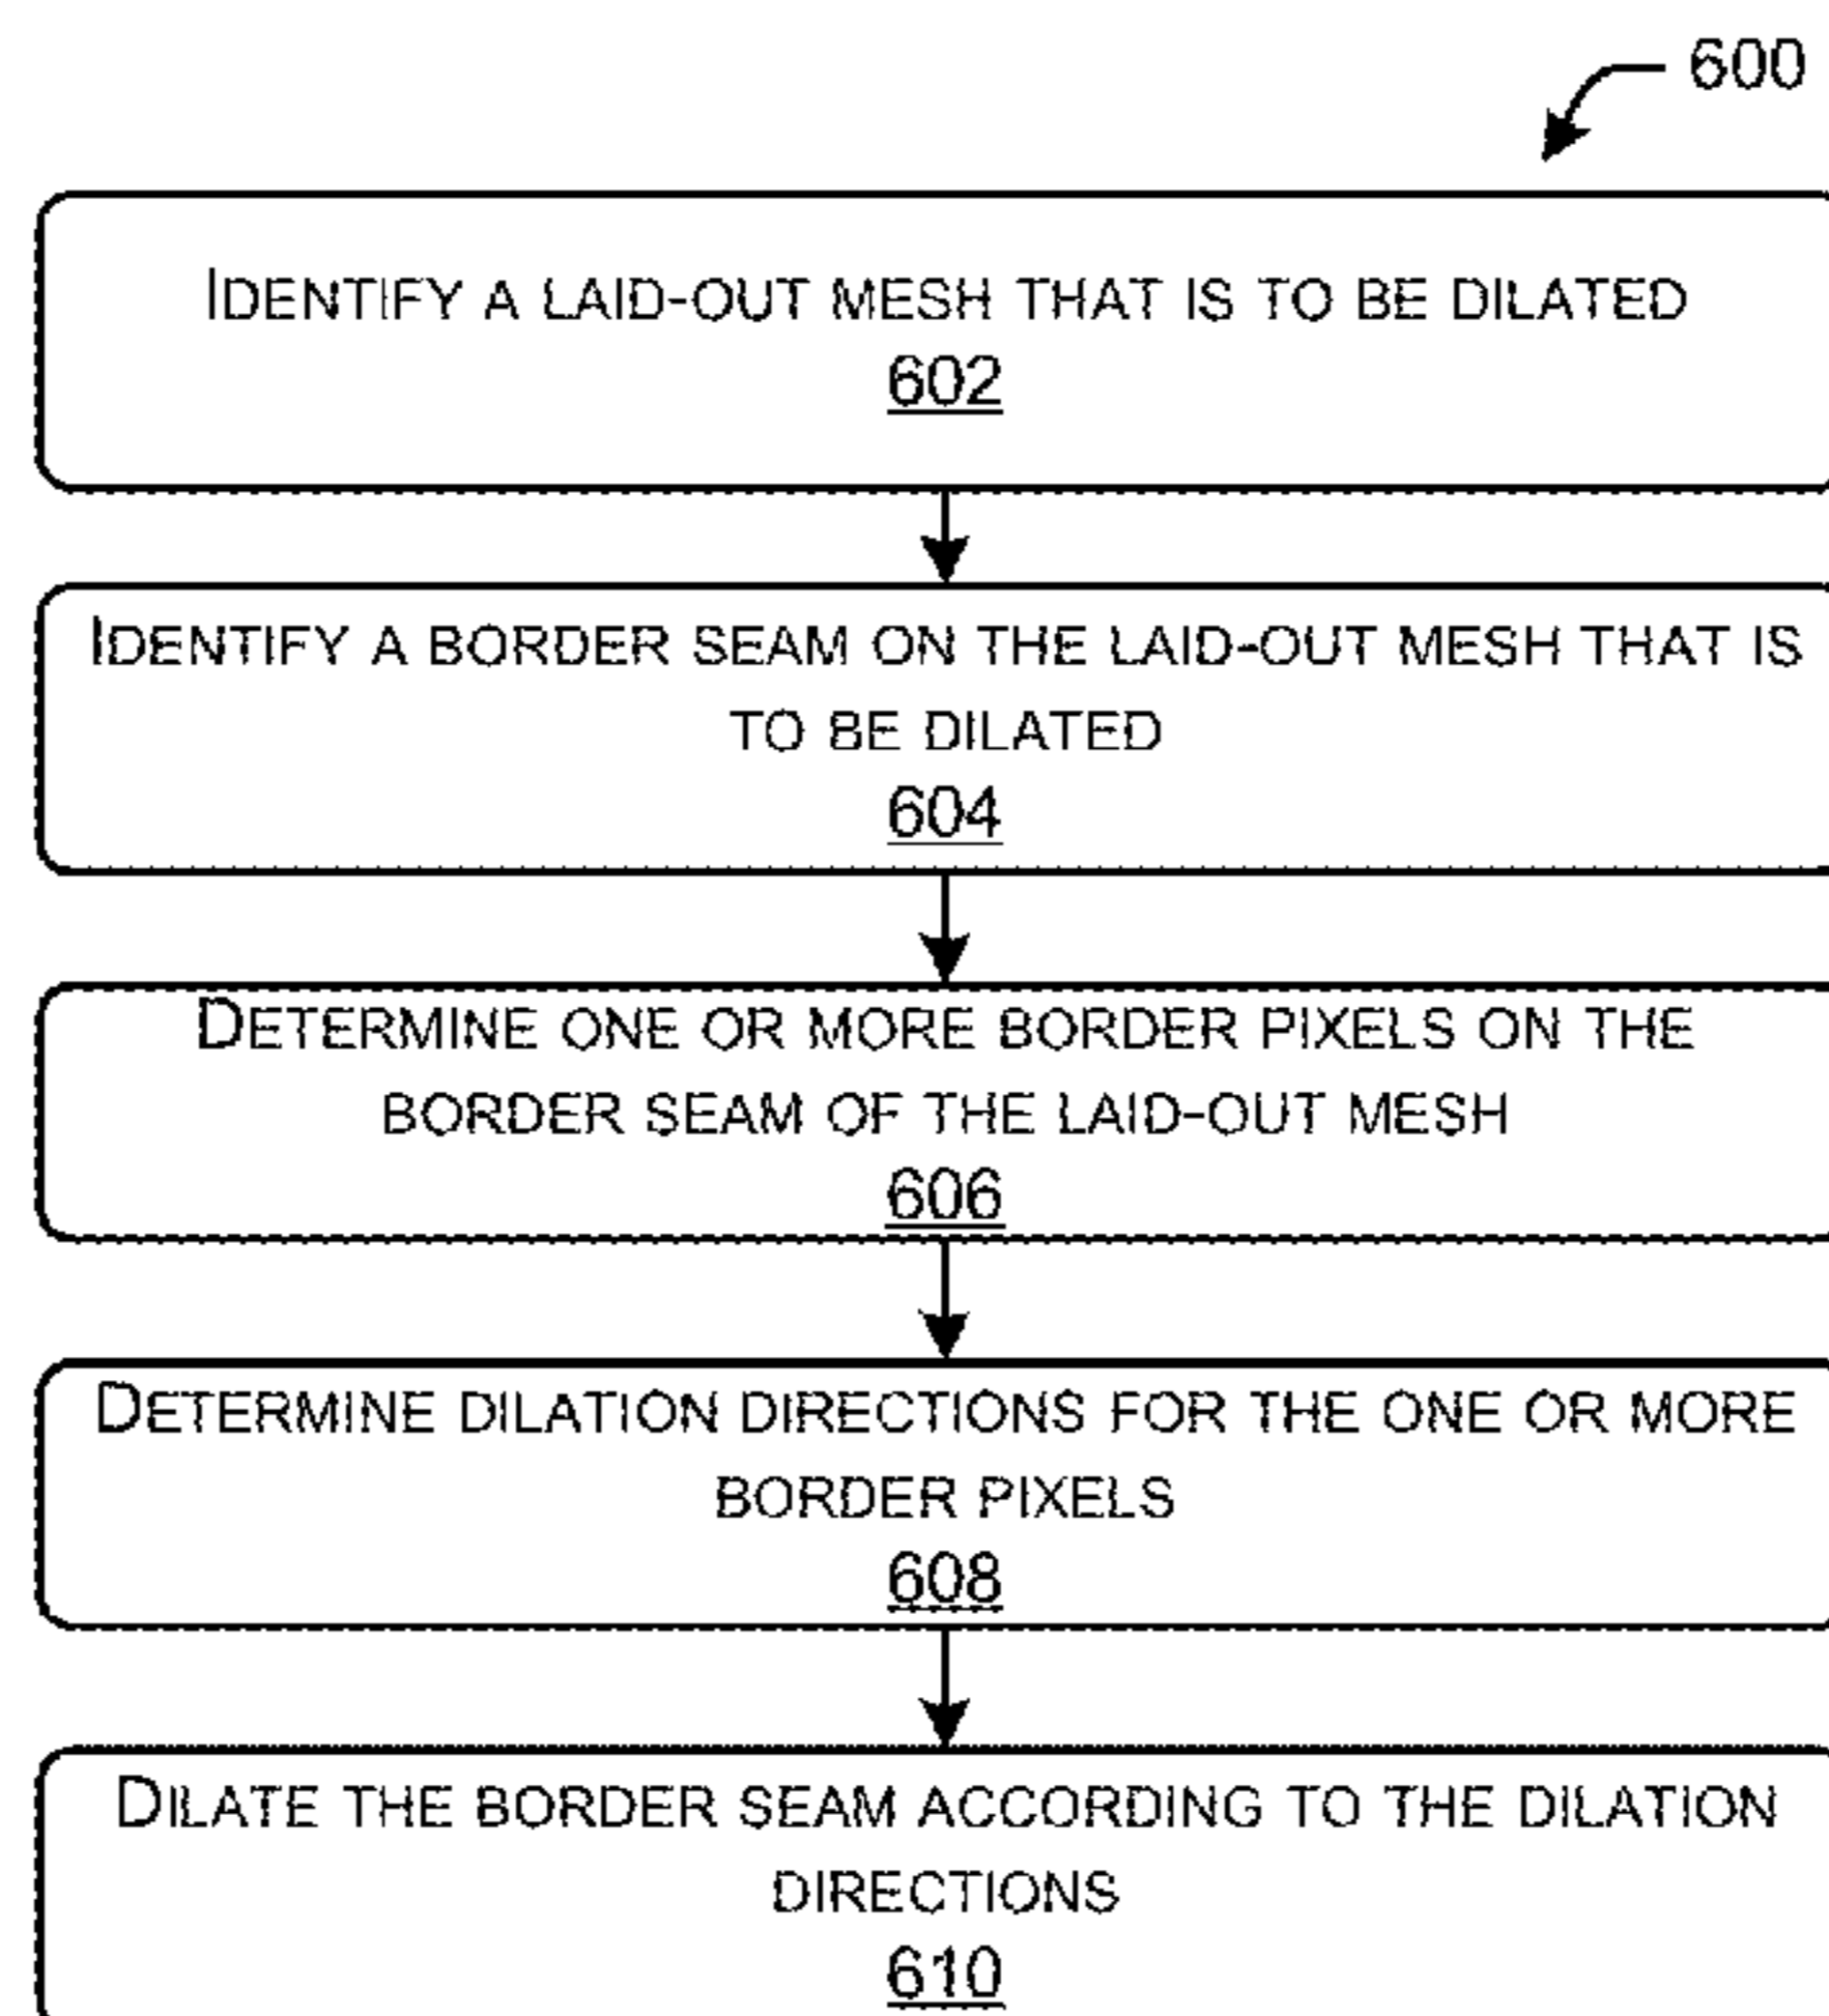 600
IDENTIFY A LAID-OUT MESH THAT IS TO BE DILATED
602
IDENTIFY A BORDER SEAM ON THE LAID-OUT MESH THAT IS
TO BE DILATED
604
DETERMINE ONE OR MORE BORDER PIXELS ON THE
BORDER SEAM OF THE LAID-OUT MESH
606
DETERMINE DILATION DIRECTIONS FOR THE ONE OR MORE
BORDER PIXELS
608
DILATE THE BORDER SEAM ACCORDING TO THE DILATION
DIRECTIONS
610